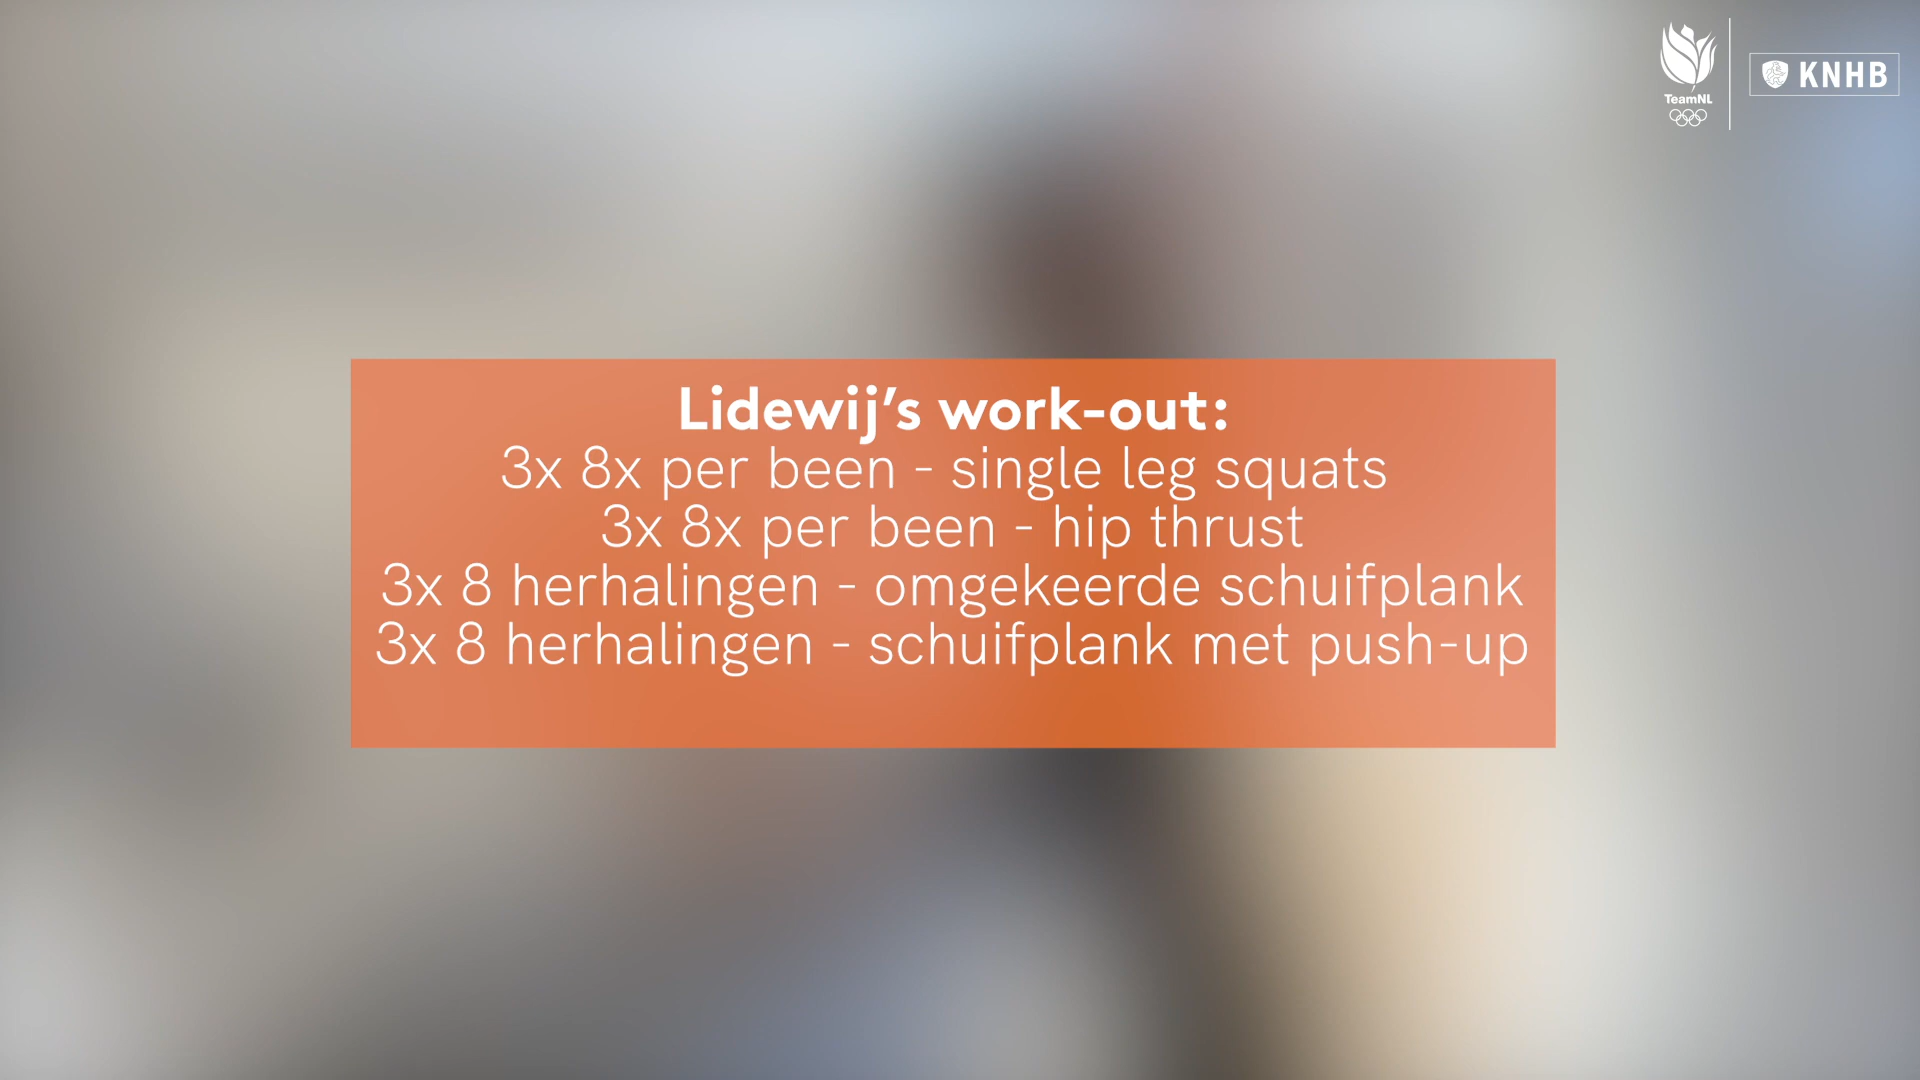 TeamNL
KNHB
Lidewij's work-out:
3x 8x per been - single leg squats
3x 8x per been - hip thrust
3x 8 herhalingen - omgekeerde schuifplank
3x 8 herhalingen - schuifplank met push-up